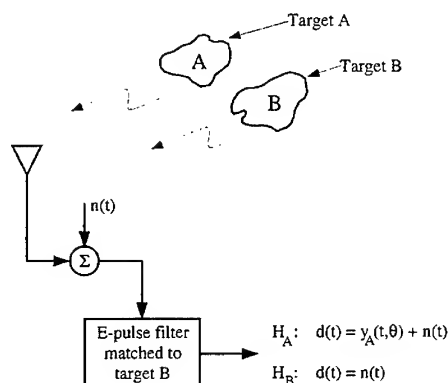 Target A
A
Target B
B
n(t)
Σ
E-pulse filter
matched to
target B
H_A: d(t) = y_A(t,θ) + n(t)
H_B: d(t) = n(t)